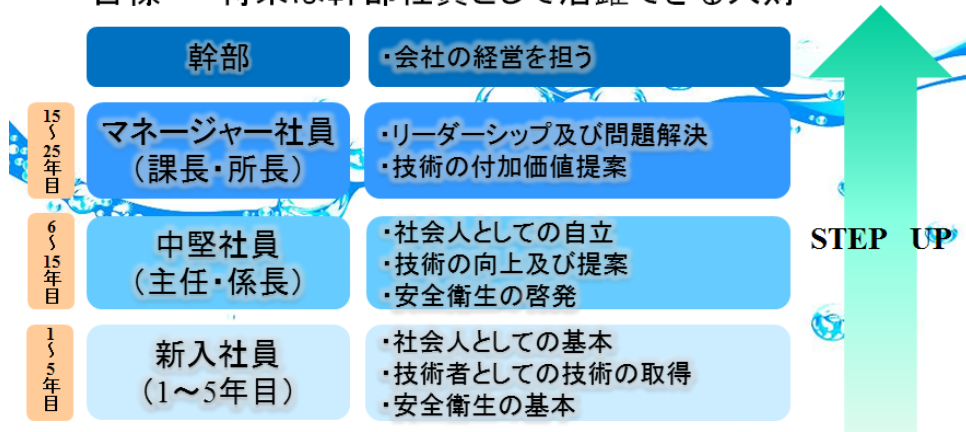 幹部
・会社の経営を担う
15～25年目
マネージャー社員
（課長・所長）
・リーダーシップ及び問題解決
・技術の付加価値提案
6～15年目
中堅社員
（主任・係長）
・社会人としての自立
・技術の向上及び提案
・安全衛生の啓発
STEP UP
1～5年目
新入社員
（1～5年目）
・社会人としての基本
・技術者としての技術の取得
・安全衛生の基本